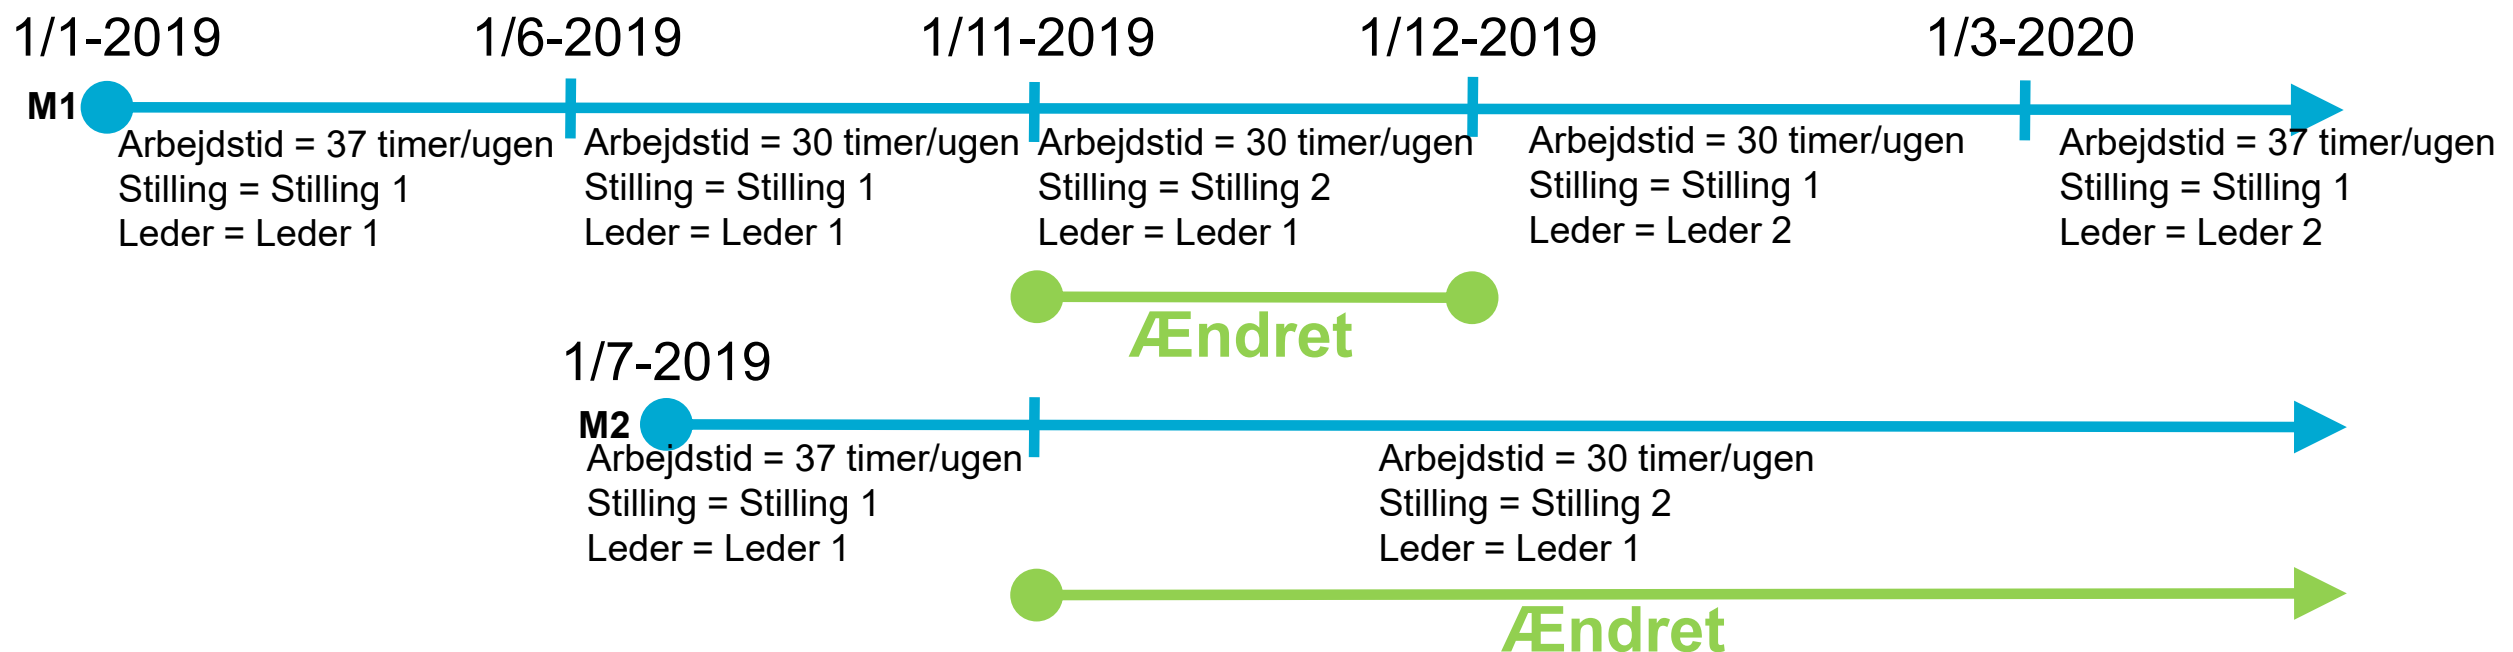 1/1-2019
1/6-2019
1/11-2019
1/12-2019
1/3-2020
M1
Arbejdstid = 37 timer/ugen
Stilling = Stilling 1
Leder = Leder 1
Arbejdstid = 30 timer/ugen
Stilling = Stilling 1
Leder = Leder 1
Arbejdstid = 30 timer/ugen
Stilling = Stilling 2
Leder = Leder 1
Arbejdstid = 30 timer/ugen
Stilling = Stilling 1
Leder = Leder 2
Arbejdstid = 37 timer/ugen
Stilling = Stilling 1
Leder = Leder 2
Ændret
1/7-2019
M2
Arbejdstid = 37 timer/ugen
Stilling = Stilling 1
Leder = Leder 1
Arbejdstid = 30 timer/ugen
Stilling = Stilling 2
Leder = Leder 1
Ændret